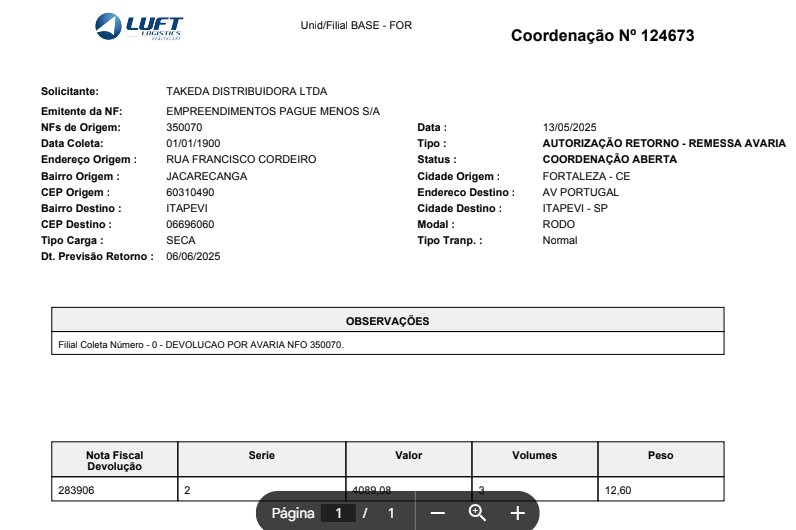 LUFT
LOGISTICS
HEALTHCARE
Unid/Filial BASE - FOR
Coordenação Nº 124673
Solicitante: TAKEDA DISTRIBUIDORA LTDA
Emitente da NF: EMPREENDIMENTOS PAGUE MENOS S/A
NFs de Origem: 350070 Data : 13/05/2025
Data Coleta: 01/01/1900 Tipo : AUTORIZAÇÃO RETORNO - REMESSA AVARIA
Endereço Origem : RUA FRANCISCO CORDEIRO Status : COORDENAÇÃO ABERTA
Bairro Origem : JACARECANGA Cidade Origem : FORTALEZA - CE
CEP Origem : 60310490 Endereco Destino : AV PORTUGAL
Bairro Destino : ITAPEVI Cidade Destino : ITAPEVI - SP
CEP Destino : 06696060 Modal : RODO
Tipo Carga : SECA Tipo Tranp. : Normal
Dt. Previsão Retorno : 06/06/2025
OBSERVAÇÕES
Filial Coleta Número - 0 - DEVOLUCAO POR AVARIA NFO 350070.
Nota Fiscal Devolução Serie Valor Volumes Peso
283906 2 4089,08 3 12,60
Página 1 / 1